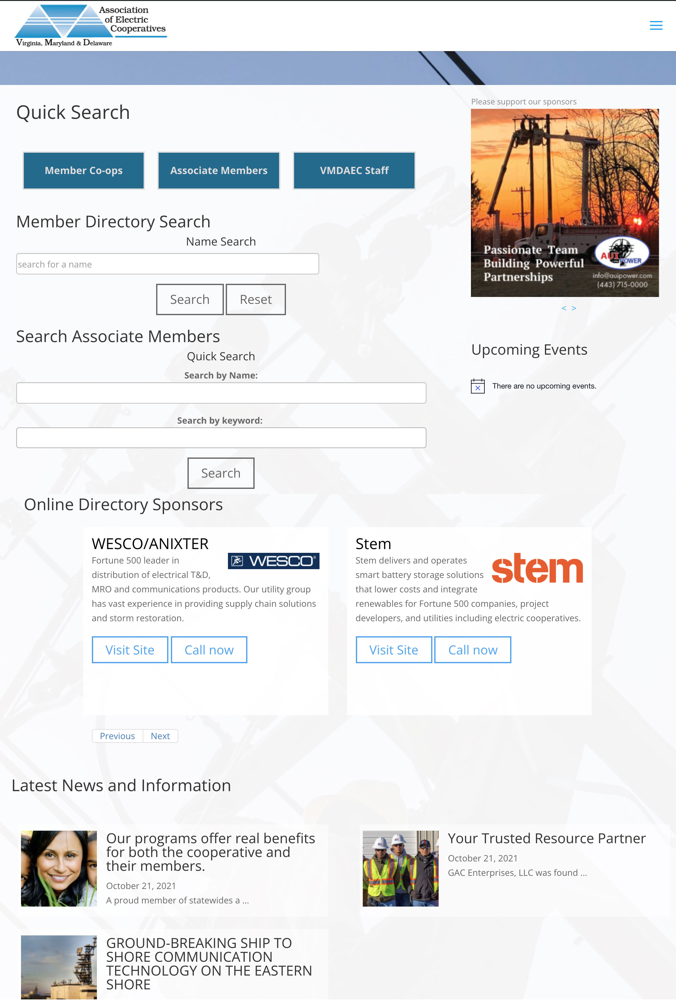 Association
of Electric
Cooperatives
Virginia, Maryland & Delaware
Quick Search
Member Co-ops
Associate Members
VMDAEC Staff
Member Directory Search
Name Search
search for a name
Search
Reset
Search Associate Members
Quick Search
Search by Name:
Search by keyword:
Search
Please support our sponsors
Passionate Team
Building Powerful
Partnerships
AUI POWER
info@auipower.com
(443) 715-0000
< >
Upcoming Events
There are no upcoming events.
Online Directory Sponsors
WESCO/ANIXTER
WESCO®
Fortune 500 leader in
distribution of electrical T&D,
MRO and communications products. Our utility group
has vast experience in providing supply chain solutions
and storm restoration.
Visit Site
Call now
Stem
stem
Stem delivers and operates
smart battery storage solutions
that lower costs and integrate
renewables for Fortune 500 companies, project
developers, and utilities including electric cooperatives.
Visit Site
Call now
Previous
Next
Latest News and Information
Our programs offer real benefits
for both the cooperative and
their members.
October 21, 2021
A proud member of statewides a ...
Your Trusted Resource Partner
October 21, 2021
GAC Enterprises, LLC was found ...
GROUND-BREAKING SHIP TO
SHORE COMMUNICATION
TECHNOLOGY ON THE EASTERN
SHORE